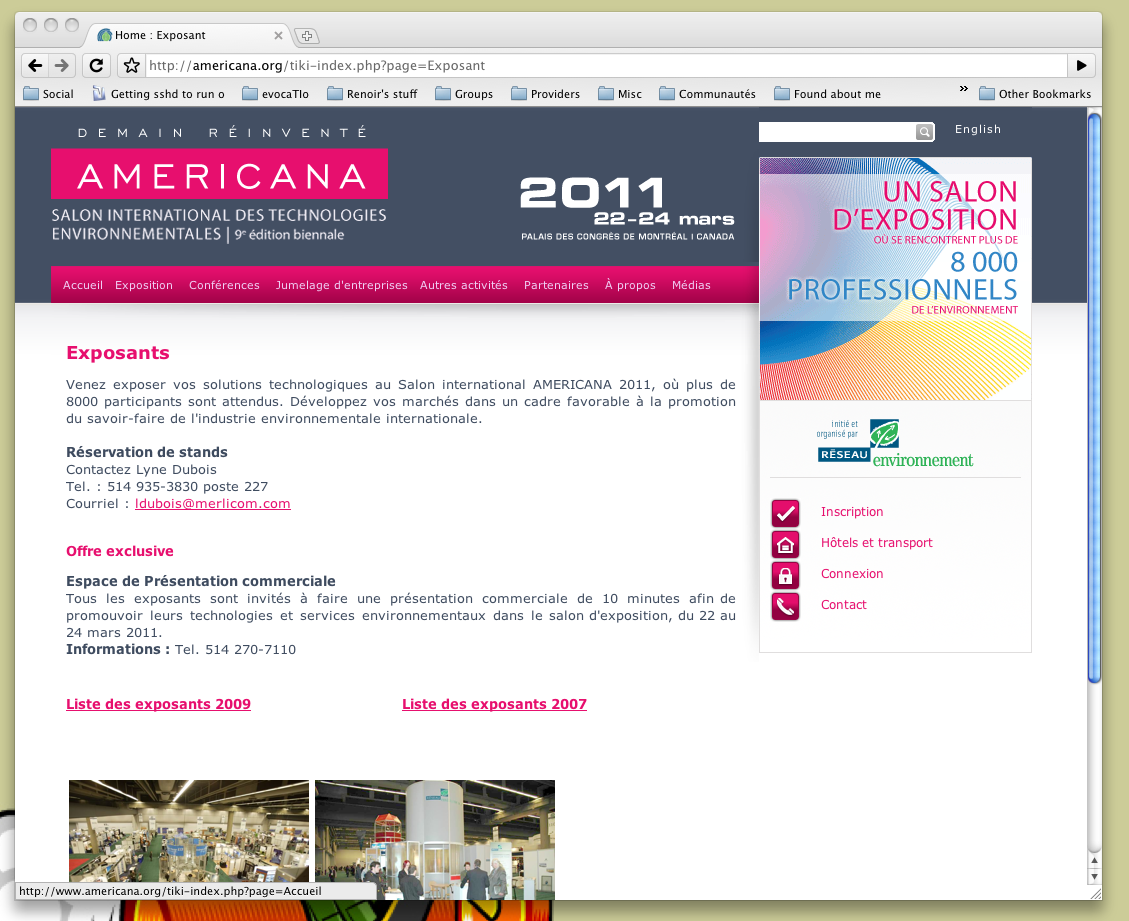 Home : Exposant
http://americana.org/tiki-index.php?page=Exposant
Social
Getting sshd to run o
evocaTIo
Renoir's stuff
Groups
Providers
Misc
Communautés
Found about me
»
Other Bookmarks
DEMAIN RÉINVENTÉ
AMERICANA
SALON INTERNATIONAL DES TECHNOLOGIES
ENVIRONNEMENTALES | 9e édition biennale
2011
22-24 mars
PALAIS DES CONGRÈS DE MONTRÉAL I CANADA
English
UN SALON
D'EXPOSITION
OÙ SE RENCONTRENT PLUS DE
8 000
PROFESSIONNELS
DE L'ENVIRONNEMENT
Accueil
Exposition
Conférences
Jumelage d'entreprises
Autres activités
Partenaires
À propos
Médias
Exposants
Venez exposer vos solutions technologiques au Salon international AMERICANA 2011, où plus de
8000 participants sont attendus. Développez vos marchés dans un cadre favorable à la promotion
du savoir-faire de l'industrie environnementale internationale.
Réservation de stands
Contactez Lyne Dubois
Tel. : 514 935-3830 poste 227
Courriel : ldubois@merlicom.com
Offre exclusive
Espace de Présentation commerciale
Tous les exposants sont invités à faire une présentation commerciale de 10 minutes afin de
promouvoir leurs technologies et services environnementaux dans le salon d'exposition, du 22 au
24 mars 2011.
Informations : Tel. 514 270-7110
Liste des exposants 2009
Liste des exposants 2007
initié et
organisé par
RÉSEAU
environnement
Inscription
Hôtels et transport
Connexion
Contact
http://www.americana.org/tiki-index.php?page=Accueil